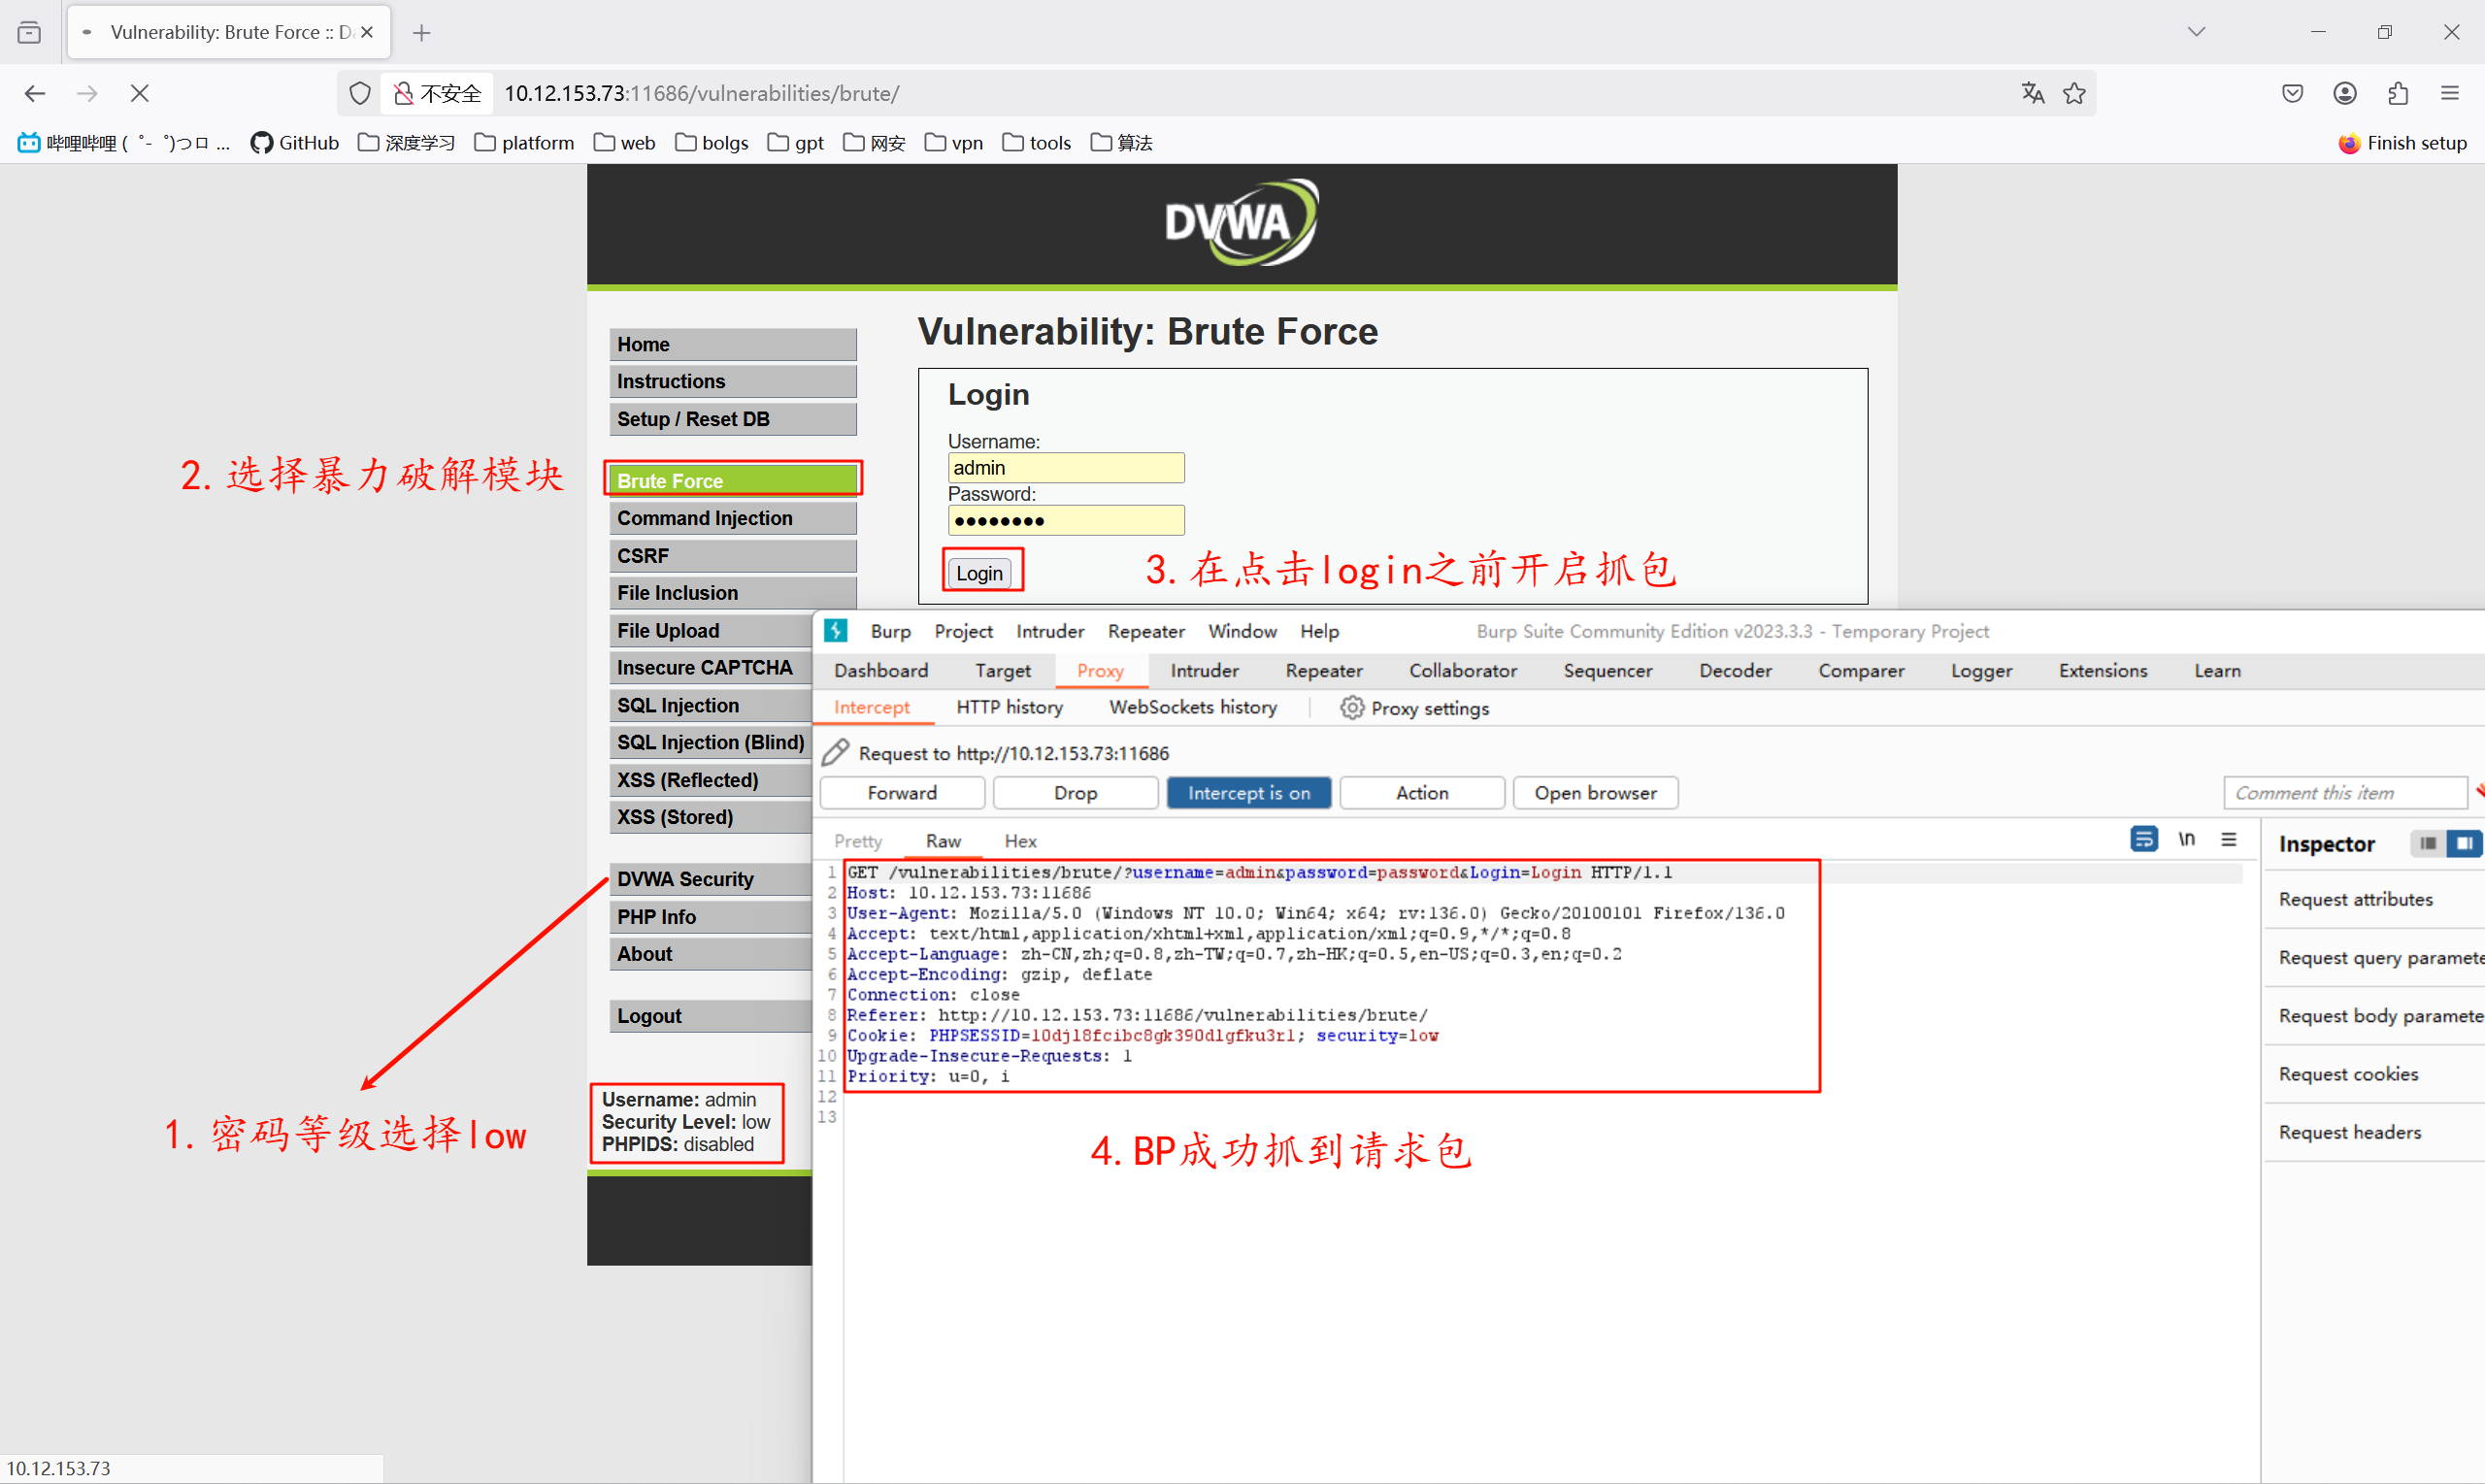 Vulnerability: Brute Force :: D
不安全 10.12.153.73:11686/vulnerabilities/brute/
哔哩哔哩 ( ゜- ゜)つロ ... GitHub 深度学习 platform web bolgs gpt 网安 vpn tools 算法 Finish setup
DVWA
Vulnerability: Brute Force
Home
Instructions
Setup / Reset DB
Brute Force
Command Injection
CSRF
File Inclusion
File Upload
Insecure CAPTCHA
SQL Injection
SQL Injection (Blind)
XSS (Reflected)
XSS (Stored)
DVWA Security
PHP Info
About
Logout
Username: admin
Security Level: low
PHPIDS: disabled
Login
Username:
admin
Password:
●●●●●●●●
Login
1. 密码等级选择low
2. 选择暴力破解模块
3. 在点击login之前开启抓包
Burp Project Intruder Repeater Window Help Burp Suite Community Edition v2023.3.3 - Temporary Project
Dashboard Target Proxy Intruder Repeater Collaborator Sequencer Decoder Comparer Logger Extensions Learn
Intercept HTTP history WebSockets history Proxy settings
Request to http://10.12.153.73:11686
Forward Drop Intercept is on Action Open browser Comment this item
Pretty Raw Hex \n
1 GET /vulnerabilities/brute/?username=admin&password=password&Login=Login HTTP/1.1
2 Host: 10.12.153.73:11686
3 User-Agent: Mozilla/5.0 (Windows NT 10.0; Win64; x64; rv:136.0) Gecko/20100101 Firefox/136.0
4 Accept: text/html,application/xhtml+xml,application/xml;q=0.9,*/*;q=0.8
5 Accept-Language: zh-CN,zh;q=0.8,zh-TW;q=0.7,zh-HK;q=0.5,en-US;q=0.3,en;q=0.2
6 Accept-Encoding: gzip, deflate
7 Connection: close
8 Referer: http://10.12.153.73:11686/vulnerabilities/brute/
9 Cookie: PHPSESSID=10djl8fcibc8gk390dlgfku3r1; security=low
10 Upgrade-Insecure-Requests: 1
11 Priority: u=0, i
12
13
4. BP成功抓到请求包
Inspector
Request attributes
Request query paramete
Request body paramete
Request cookies
Request headers
10.12.153.73